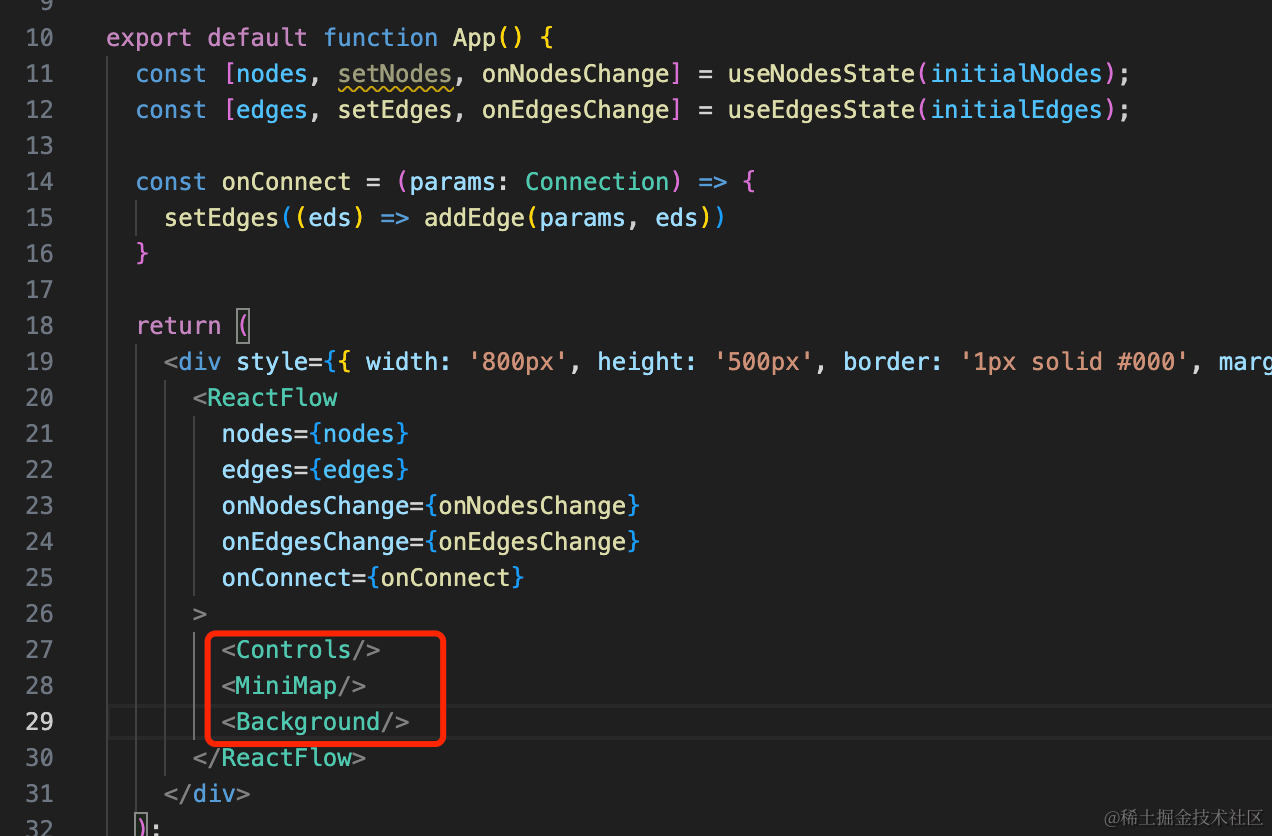 9
10 export default function App() {
11 const [nodes, setNodes, onNodesChange] = useNodesState(initialNodes);
12 const [edges, setEdges, onEdgesChange] = useEdgesState(initialEdges);
13
14 const onConnect = (params: Connection) => {
15 setEdges((eds) => addEdge(params, eds))
16 }
17
18 return (
19 <div style={{ width: '800px', height: '500px', border: '1px solid #000', marg
20 <ReactFlow
21 nodes={nodes}
22 edges={edges}
23 onNodesChange={onNodesChange}
24 onEdgesChange={onEdgesChange}
25 onConnect={onConnect}
26 >
27 <Controls/>
28 <MiniMap/>
29 <Background/>
30 </ReactFlow>
31 </div>
32 );
@稀土掘金技术社区